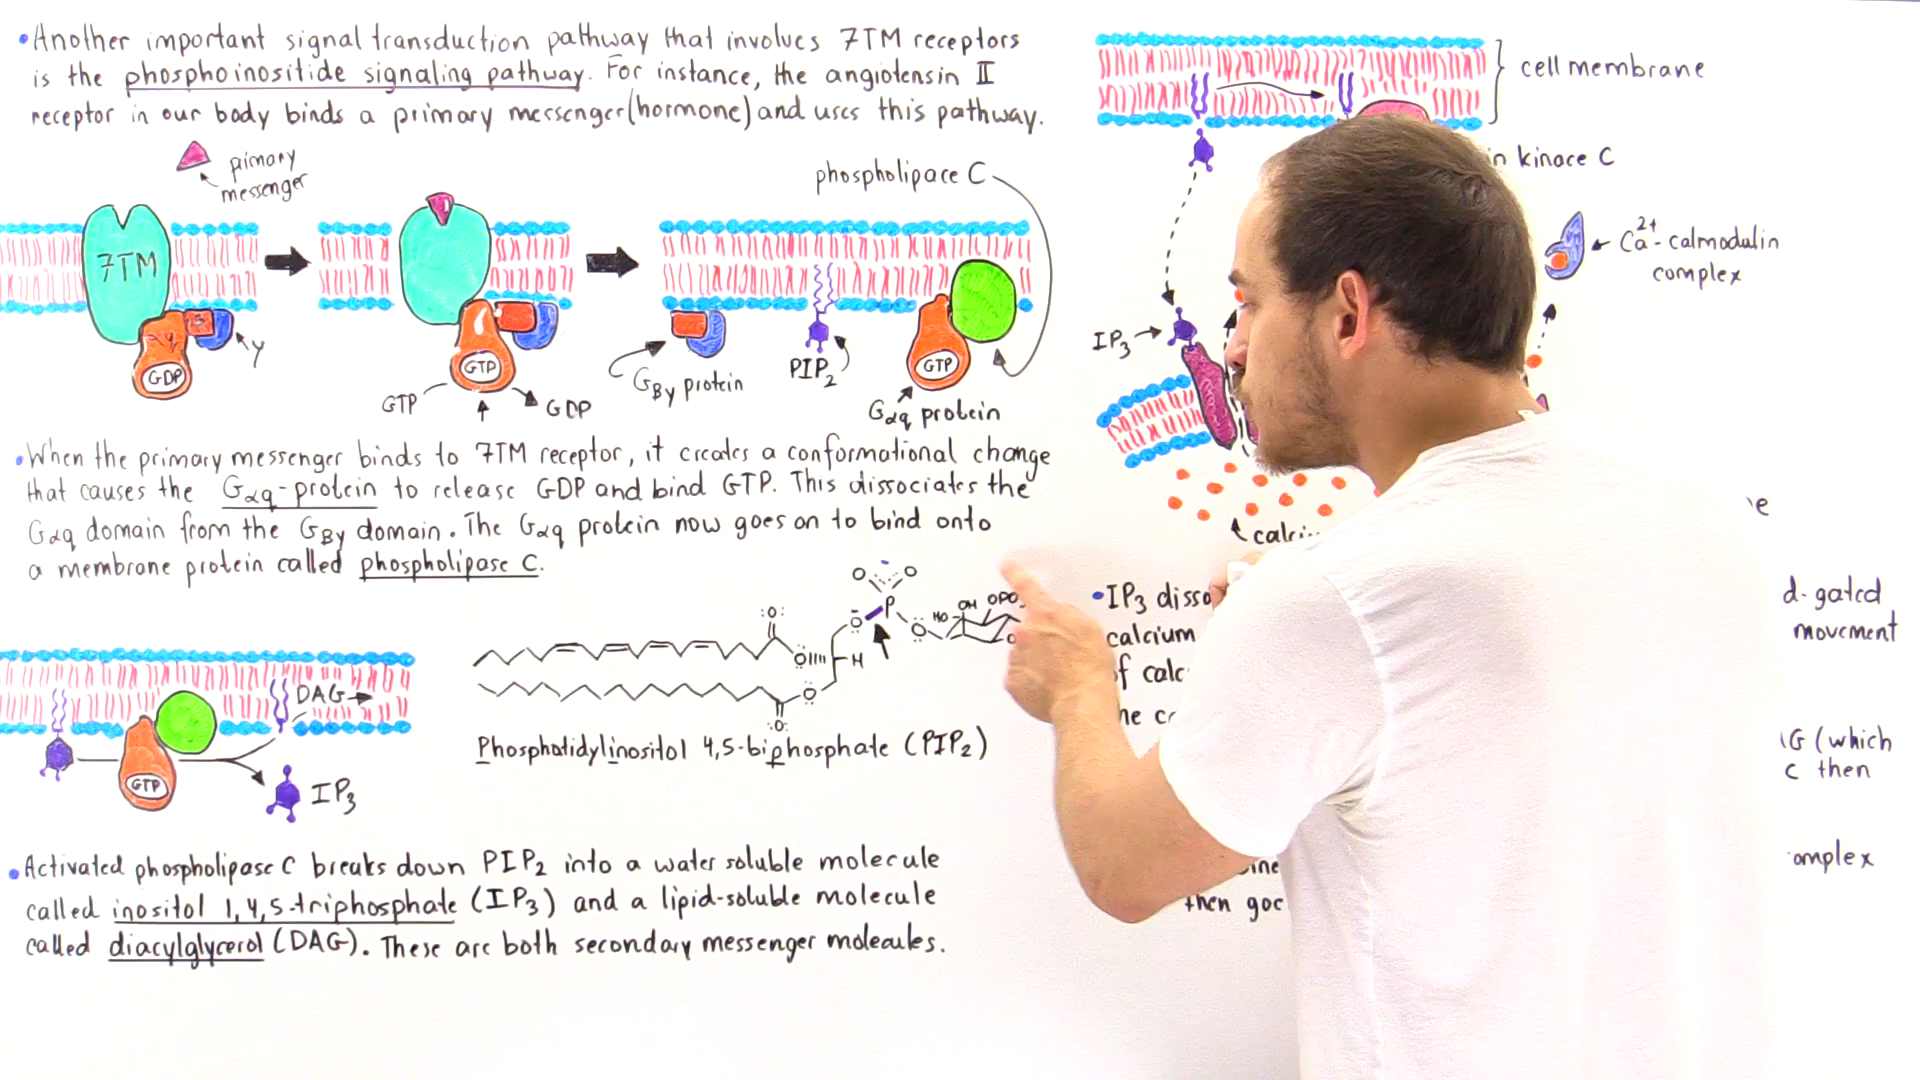 •Another important signal transduction pathway that involves 7TM receptors
is the phosphoinositide signaling pathway. For instance, the angiotensin II
receptor in our body binds a primary messenger (hormone) and uses this pathway.
primary
messenger
phospholipace C
7TM
αq
GDP
γ
GTP
GTP
GDP
Gβγ protein
PIP2
GTP
Gαq protein
•When the primary messenger binds to 7TM receptor, it creates a conformational change
that causes the Gαq-protein to release GDP and bind GTP. This dissociates the
Gαq domain from the Gβγ domain. The Gαq protein now goes on to bind onto
a membrane protein called phospholipase C.
DAG
GTP
IP3
:O:
O
O
P
O
O
H
O
O
:O:
HO
OH
OPO
Phosphatidylinositol 4,5-biphosphate (PIP2)
•Activated phospholipase C breaks down PIP2 into a water soluble molecule
called inositol 1,4,5-triphosphate (IP3) and a lipid-soluble molecule
called diacylglycerol (DAG). These are both secondary messenger molecules.
cell membrane
kinace C
Ca2+-calmodulin
complex
IP3
•IP3
calcium
d-gated
movement
(which
C then
then